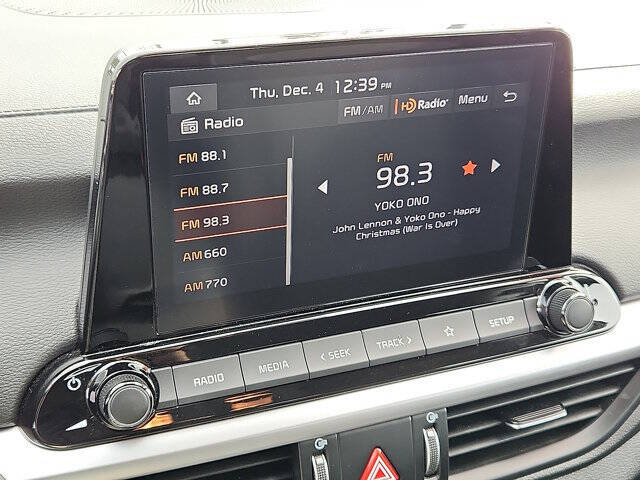 Thu, Dec. 4 12:39 PM
FM/AM HD Radio Menu
Radio
FM 88.1
FM 88.7
FM 98.3
AM 660
AM 770
FM
98.3
YOKO ONO
John Lennon & Yoko Ono - Happy
Christmas (War Is Over)
RADIO MEDIA < SEEK TRACK > SETUP